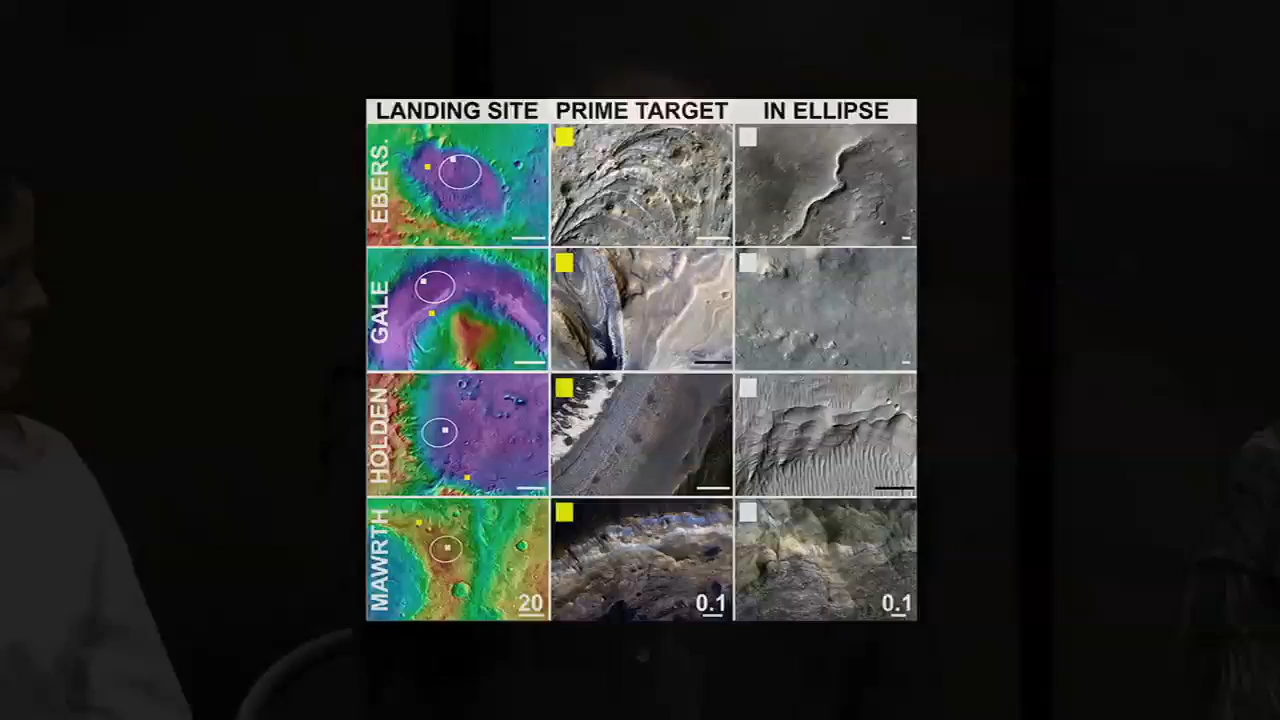 LANDING SITE PRIME TARGET IN ELLIPSE
EBERS.
GALE
HOLDEN
MAWRTH
20 0.1 0.1